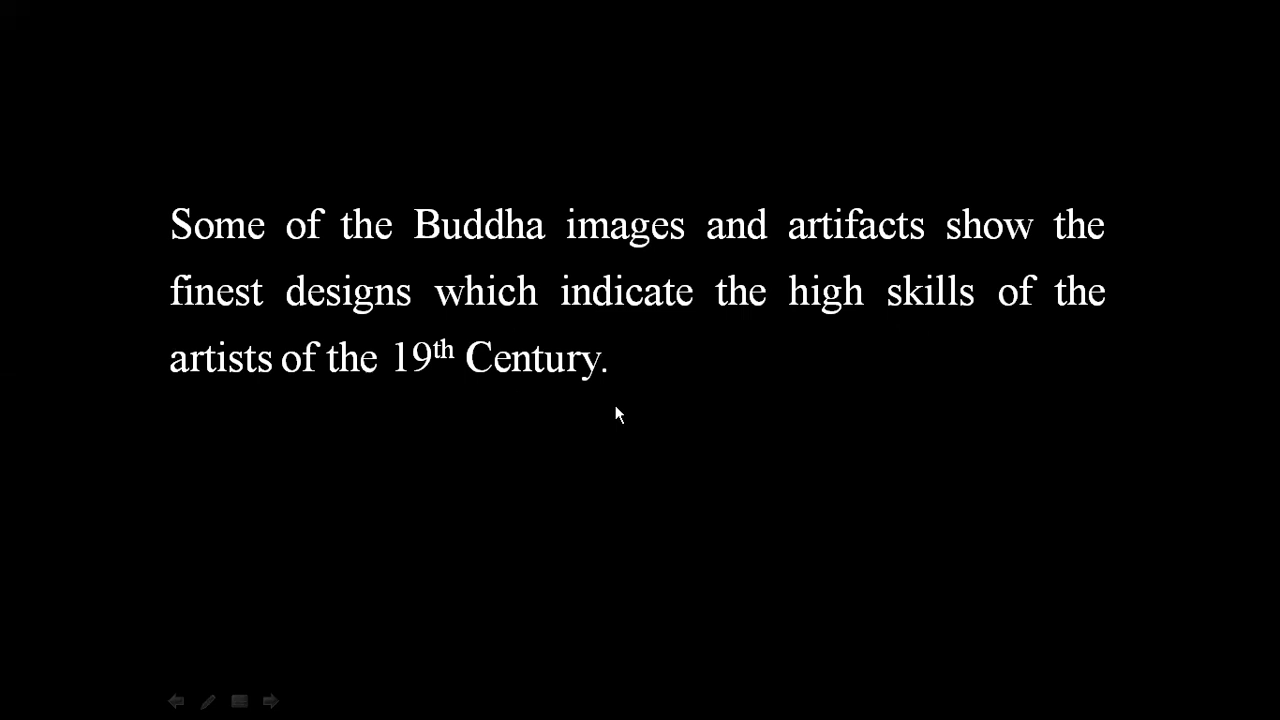 Some of the Buddha images and artifacts show the
finest designs which indicate the high skills of the
artists of the 19th Century.